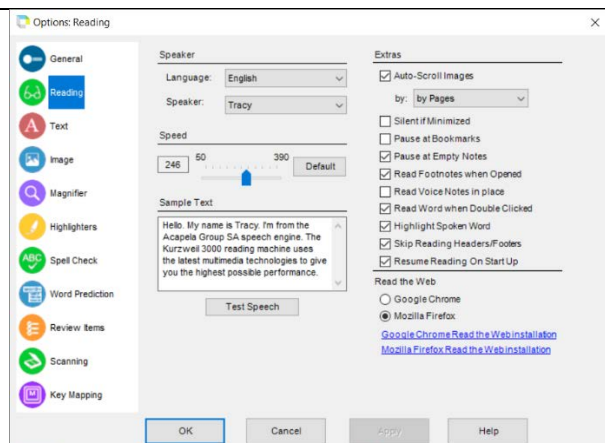 Options: Reading
General
Reading
Text
Image
Magnifier
Highlighters
Spell Check
Word Prediction
Review Items
Scanning
Key Mapping
Speaker
Language: English
Speaker: Tracy
Speed
246 50 390 Default
Sample Text
Hello. My name is Tracy. I'm from the
Acapela Group SA speech engine. The
Kurzweil 3000 reading machine uses
the latest multimedia technologies to give
you the highest possible performance.
Test Speech
Extras
Auto-Scroll Images
by: by Pages
Silent if Minimized
Pause at Bookmarks
Pause at Empty Notes
Read Footnotes when Opened
Read Voice Notes in place
Read Word when Double Clicked
Highlight Spoken Word
Skip Reading Headers/Footers
Resume Reading On Start Up
Read the Web
Google Chrome
Mozilla Firefox
Google Chrome Read the Web installation
Mozilla Firefox Read the Web installation
OK Cancel Apply Help
A
ABC
M